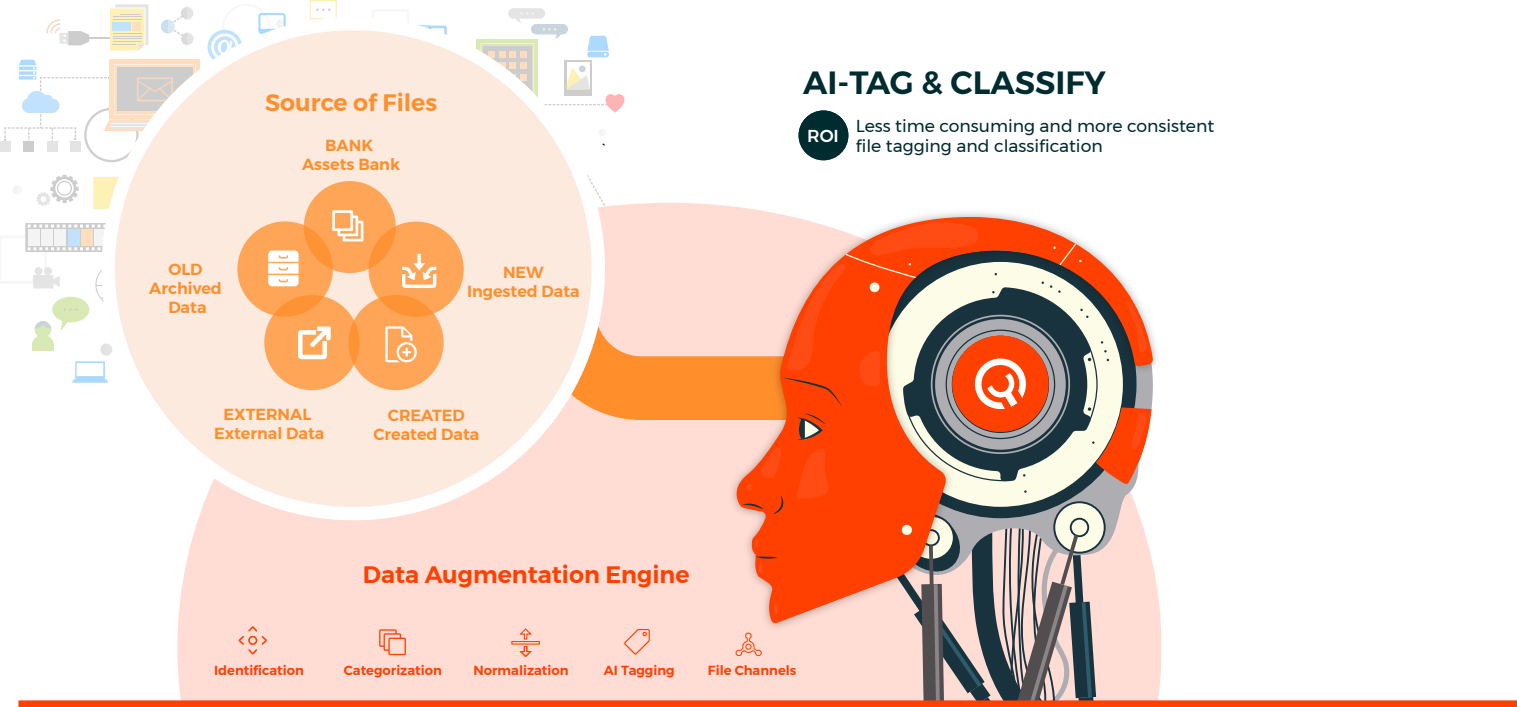 Source of Files
BANK
Assets Bank
OLD
Archived
Data
NEW
Ingested Data
EXTERNAL
External Data
CREATED
Created Data
AI-TAG & CLASSIFY
ROI
Less time consuming and more consistent
file tagging and classification
Data Augmentation Engine
Identification
Categorization
Normalization
AI Tagging
File Channels